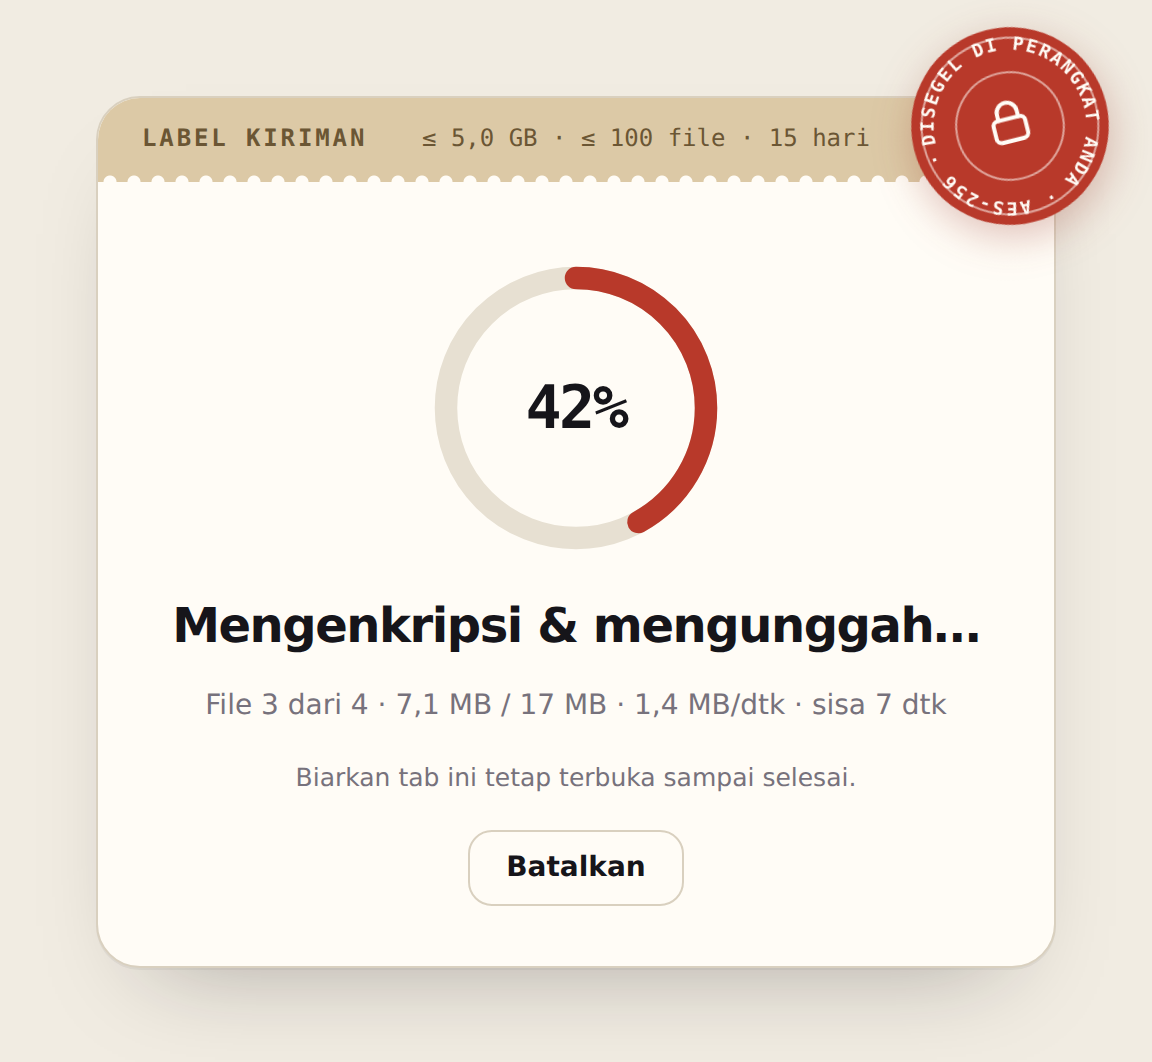 LABEL KIRIMAN ≤ 5,0 GB · ≤ 100 file · 15 hari
DISEGEL DI PERANGKAT ANDA · AES-256 ·
42%
Mengenkripsi & mengunggah…
File 3 dari 4 · 7,1 MB / 17 MB · 1,4 MB/dtk · sisa 7 dtk
Biarkan tab ini tetap terbuka sampai selesai.
Batalkan